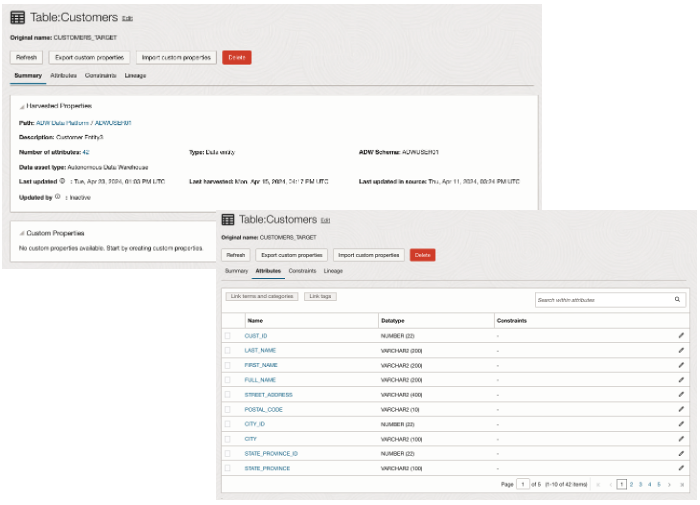 Table:Customers Edit
Original name: CUSTOMERS_TARGET
Refresh Export custom properties Import custom properties Delete
Summary Attributes Constraints Lineage
Harvested Properties
Path: ADW Data Platform / ADWUSER01
Description: Customer Entity3
Number of attributes: 42 Type: Data entity ADW Schema: ADWUSER01
Data asset type: Autonomous Data Warehouse
Last updated : Tue, Apr 23, 2024, 01:03 PM UTC Last harvested: Mon, Apr 15, 2024, 04:17 PM UTC Last updated in source: Thu, Apr 11, 2024, 03:24 PM UTC
Updated by : Inactive
Custom Properties
No custom properties available. Start by creating custom properties.
Table:Customers Edit
Original name: CUSTOMERS_TARGET
Refresh Export custom properties Import custom properties Delete
Summary Attributes Constraints Lineage
Link terms and categories Link tags Search within attributes
Name Datatype Constraints
CUST_ID NUMBER (22) -
LAST_NAME VARCHAR2 (200) -
FIRST_NAME VARCHAR2 (200) -
FULL_NAME VARCHAR2 (200) -
STREET_ADDRESS VARCHAR2 (400) -
POSTAL_CODE VARCHAR2 (10) -
CITY_ID NUMBER (22) -
CITY VARCHAR2 (100) -
STATE_PROVINCE_ID NUMBER (22) -
STATE_PROVINCE VARCHAR2 (100) -
Page 1 of 5 (1-10 of 42 items) 1 2 3 4 5